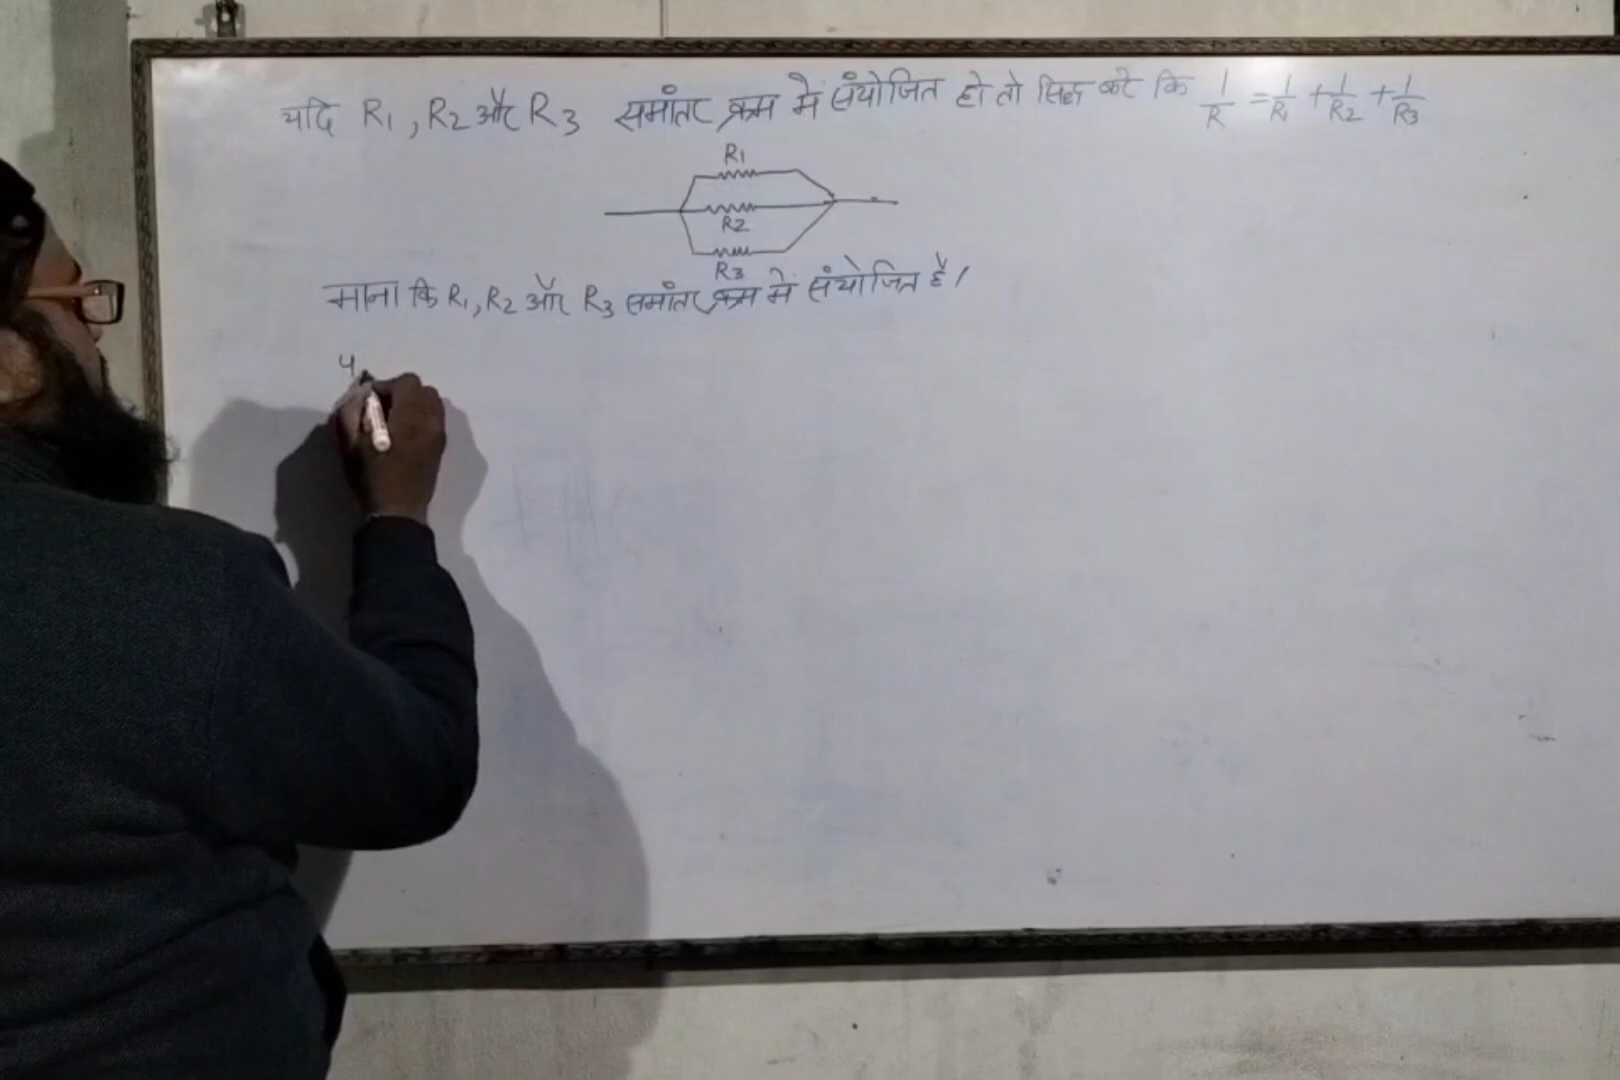 यदि R1, R2 और R3 समांतर क्रम में संयोजित हो तो सिद्ध करें कि 1/R = 1/R1 + 1/R2 + 1/R3
R1
R2
R3
माना कि R1, R2 और R3 समांतर क्रम में संयोजित है।